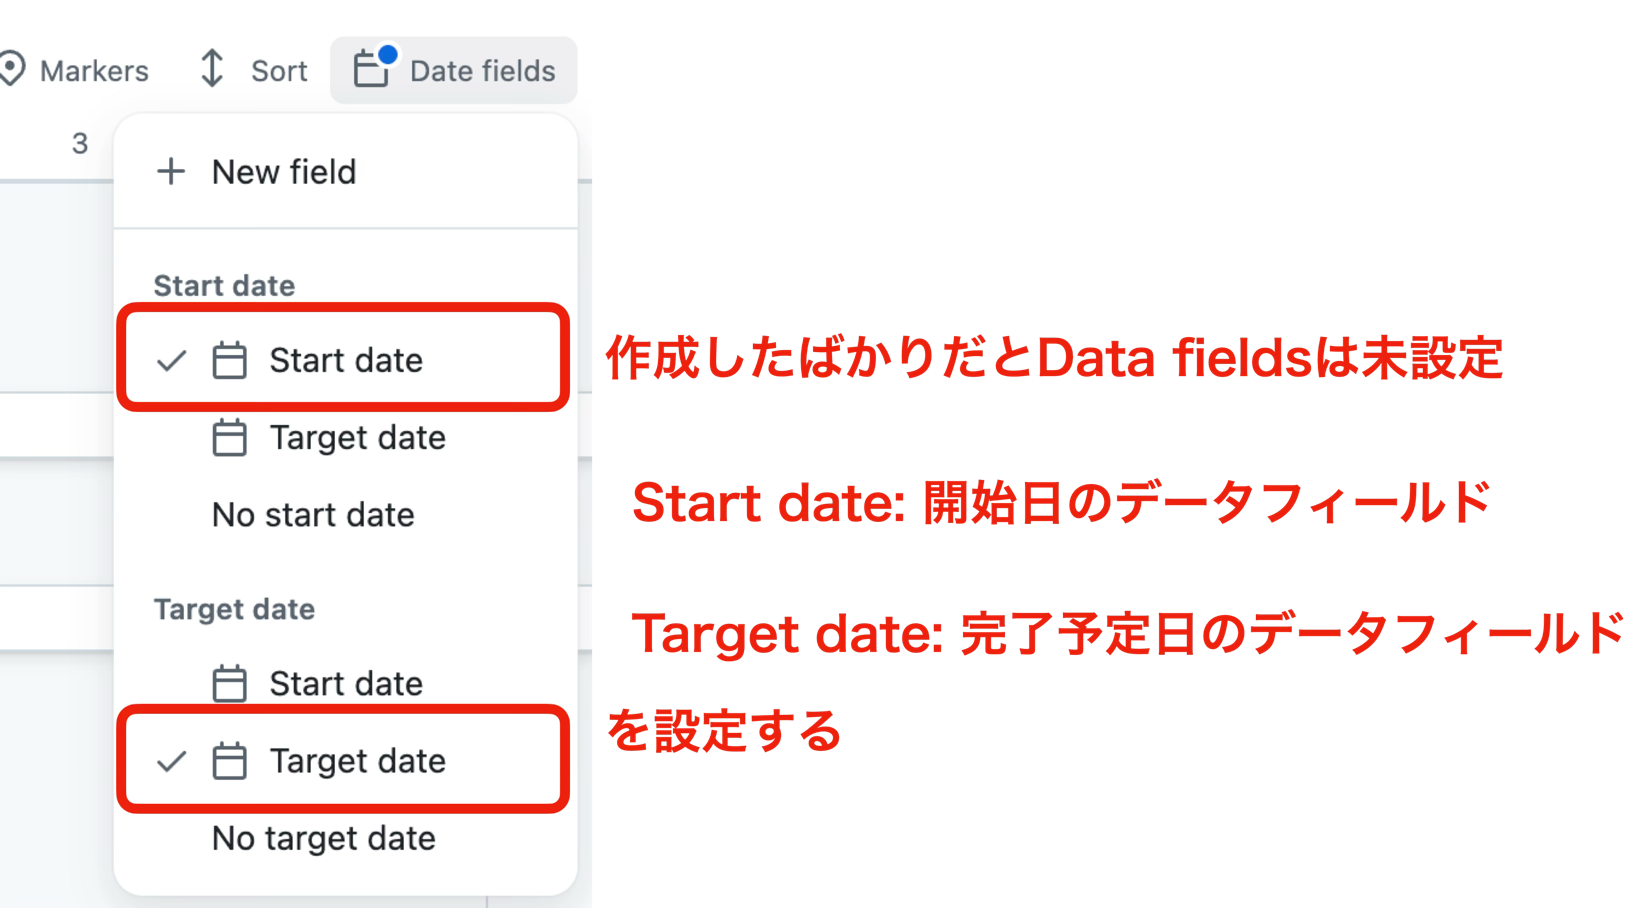 Markers Sort Date fields
3
New field
Start date
Start date
Target date
No start date
Target date
Start date
Target date
No target date
作成したばかりだとData fieldsは未設定
Start date: 開始日のデータフィールド
Target date: 完了予定日のデータフィールド
を設定する